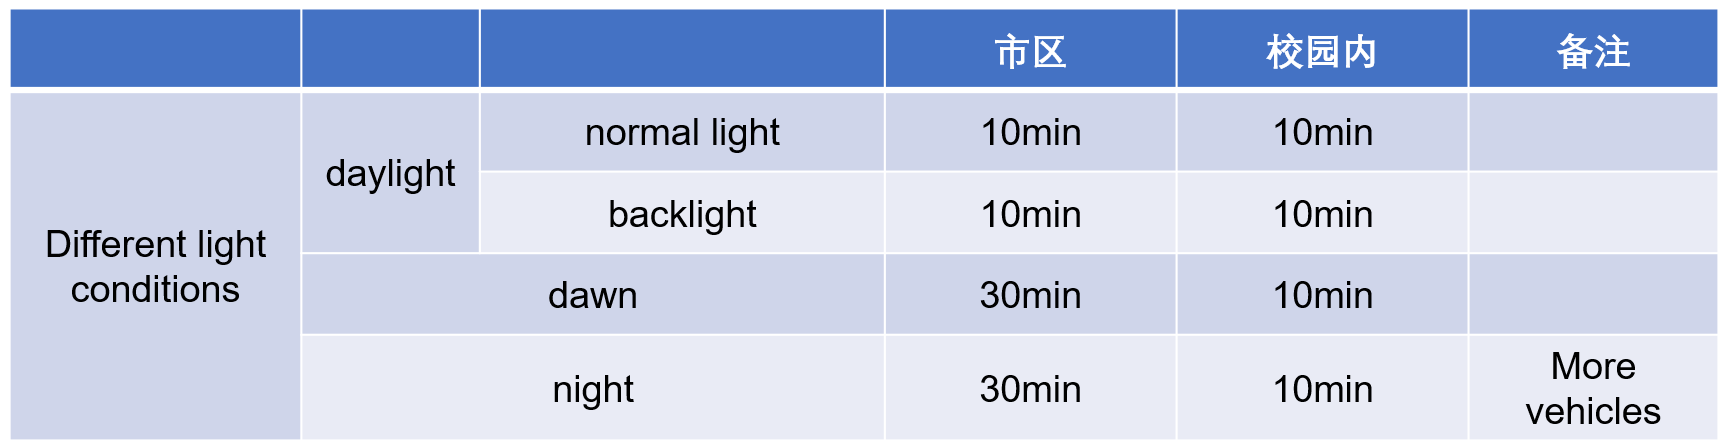 市区
校园内
备注
Different light
conditions
daylight
normal light
10min
10min
backlight
10min
10min
dawn
30min
10min
night
30min
10min
More
vehicles